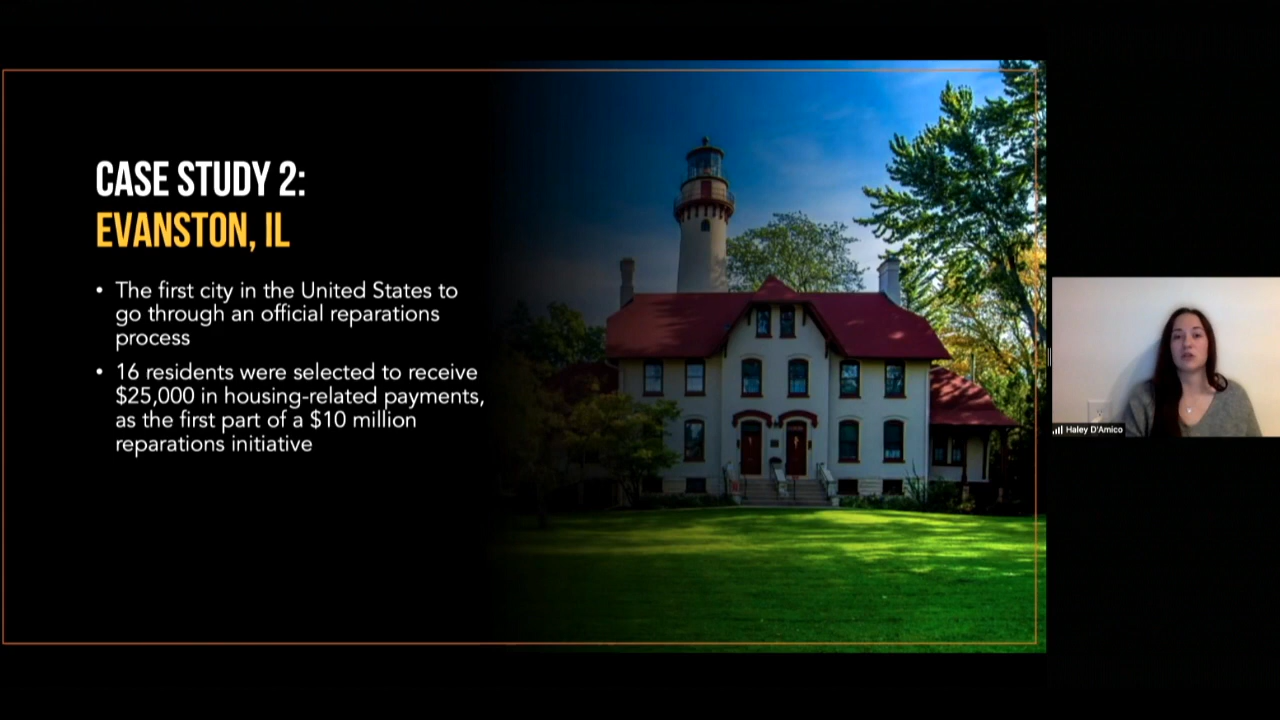 CASE STUDY 2:
EVANSTON, IL
• The first city in the United States to
go through an official reparations
process
• 16 residents were selected to receive
$25,000 in housing-related payments,
as the first part of a $10 million
reparations initiative
Haley D'Amico